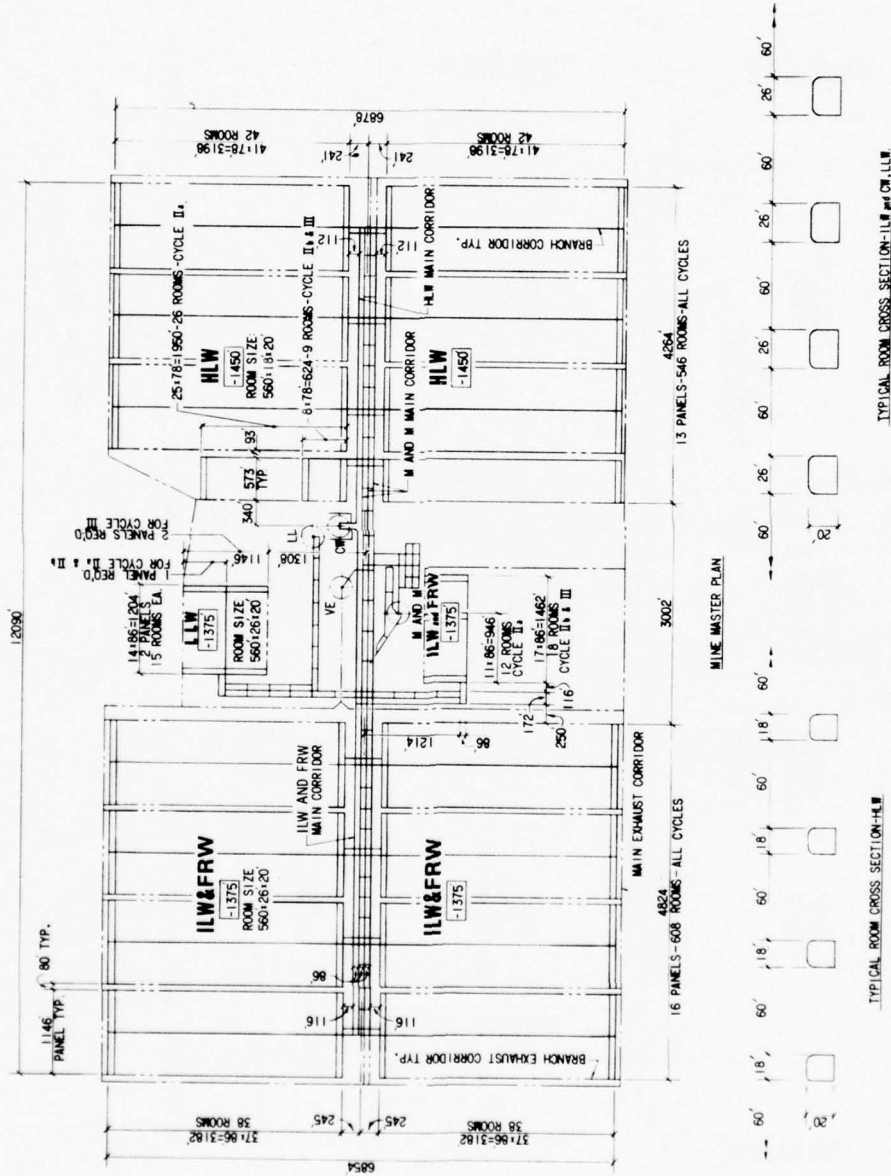 12090'
80' TYP.
1146'
PANEL TYP.
6854'
37×86=3182'
38 ROOMS
245'
245'
37×86=3182'
38 ROOMS
ILW&FRW
-1375'
ROOM SIZE
560×26×20'
ILW AND FRW
MAIN CORRIDOR
86'
116'
116'
BRANCH EXHAUST CORRIDOR TYP.
ILW&FRW
-1375'
1214'
86'
4824'
16 PANELS-608 ROOMS-ALL CYCLES
MAIN EXHAUST CORRIDOR
14×86=1204'
2 PANELS
15 ROOMS EA.
LLW
-1375'
ROOM SIZE
560×26×20'
1 PANEL REQ'D
FOR CYCLE IIa & IIb
2 PANELS REQ'D
FOR CYCLE III
1146'
1308'
LL
CW
VE
340'
573'
TYP
93'
M AND M
ILW and FRW
-1375'
11×86=946'
12 ROOMS
CYCLE IIa
17×86=1462'
18 ROOMS
CYCLE IIb & III
172'
116'
250'
3002'
HLW
-1450'
ROOM SIZE
560×18×20'
25×78=1950'-26 ROOMS-CYCLE IIa
8×78=624'-9 ROOMS-CYCLE IIb & III
M AND M MAIN CORRIDOR
HLW MAIN CORRIDOR
112'
112'
BRANCH CORRIDOR TYP.
HLW
-1450'
6878'
41×78=3198'
42 ROOMS
241'
241'
41×78=3198'
42 ROOMS
4264'
13 PANELS-546 ROOMS-ALL CYCLES
MINE MASTER PLAN
60'
18'
60'
18'
60'
18'
60'
18'
60'
20'
TYPICAL ROOM CROSS SECTION-HLW
60'
26'
60'
26'
60'
26'
60'
26'
60'
20'
TYPICAL ROOM CROSS SECTION-ILW and CW,LLW